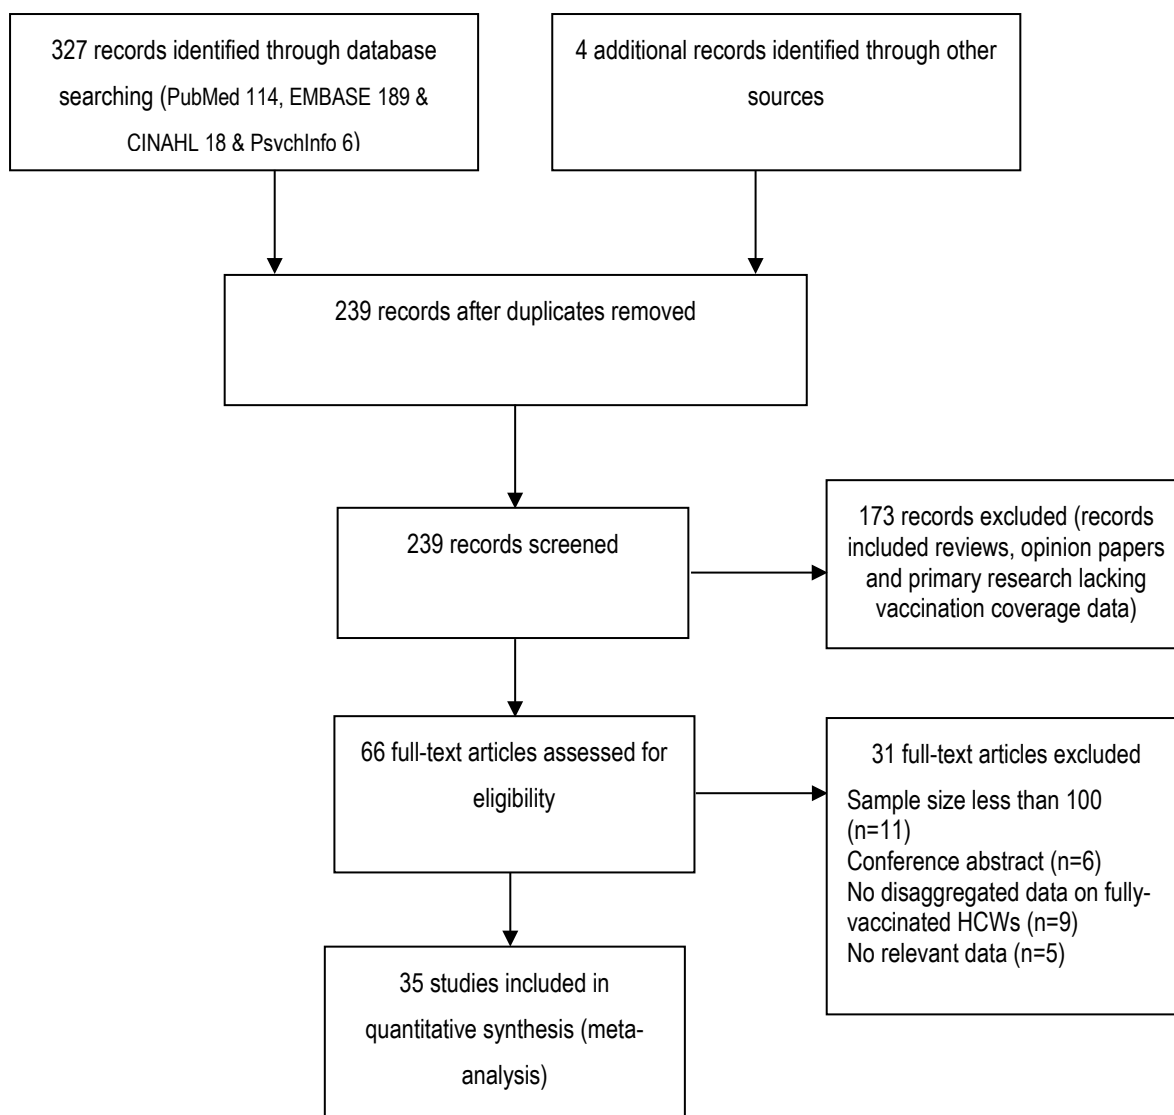 327 records identified through database
searching (PubMed 114, EMBASE 189 &
CINAHL 18 & PsychInfo 6)
4 additional records identified through other
sources
239 records after duplicates removed
239 records screened
173 records excluded (records
included reviews, opinion papers
and primary research lacking
vaccination coverage data)
66 full-text articles assessed for
eligibility
31 full-text articles excluded
Sample size less than 100
(n=11)
Conference abstract (n=6)
No disaggregated data on fully-
vaccinated HCWs (n=9)
No relevant data (n=5)
35 studies included in
quantitative synthesis (meta-
analysis)